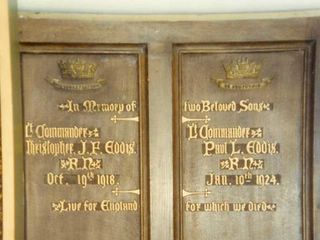 In Memory of
Lt Commander
Christopher. J. F. Eddis.
R.N.
Oct. 19th 1918.
Live for England
two Beloved Sons
Lt Commander
Paul L. Eddis.
R.N.
Jan. 10th 1924.
for which we died